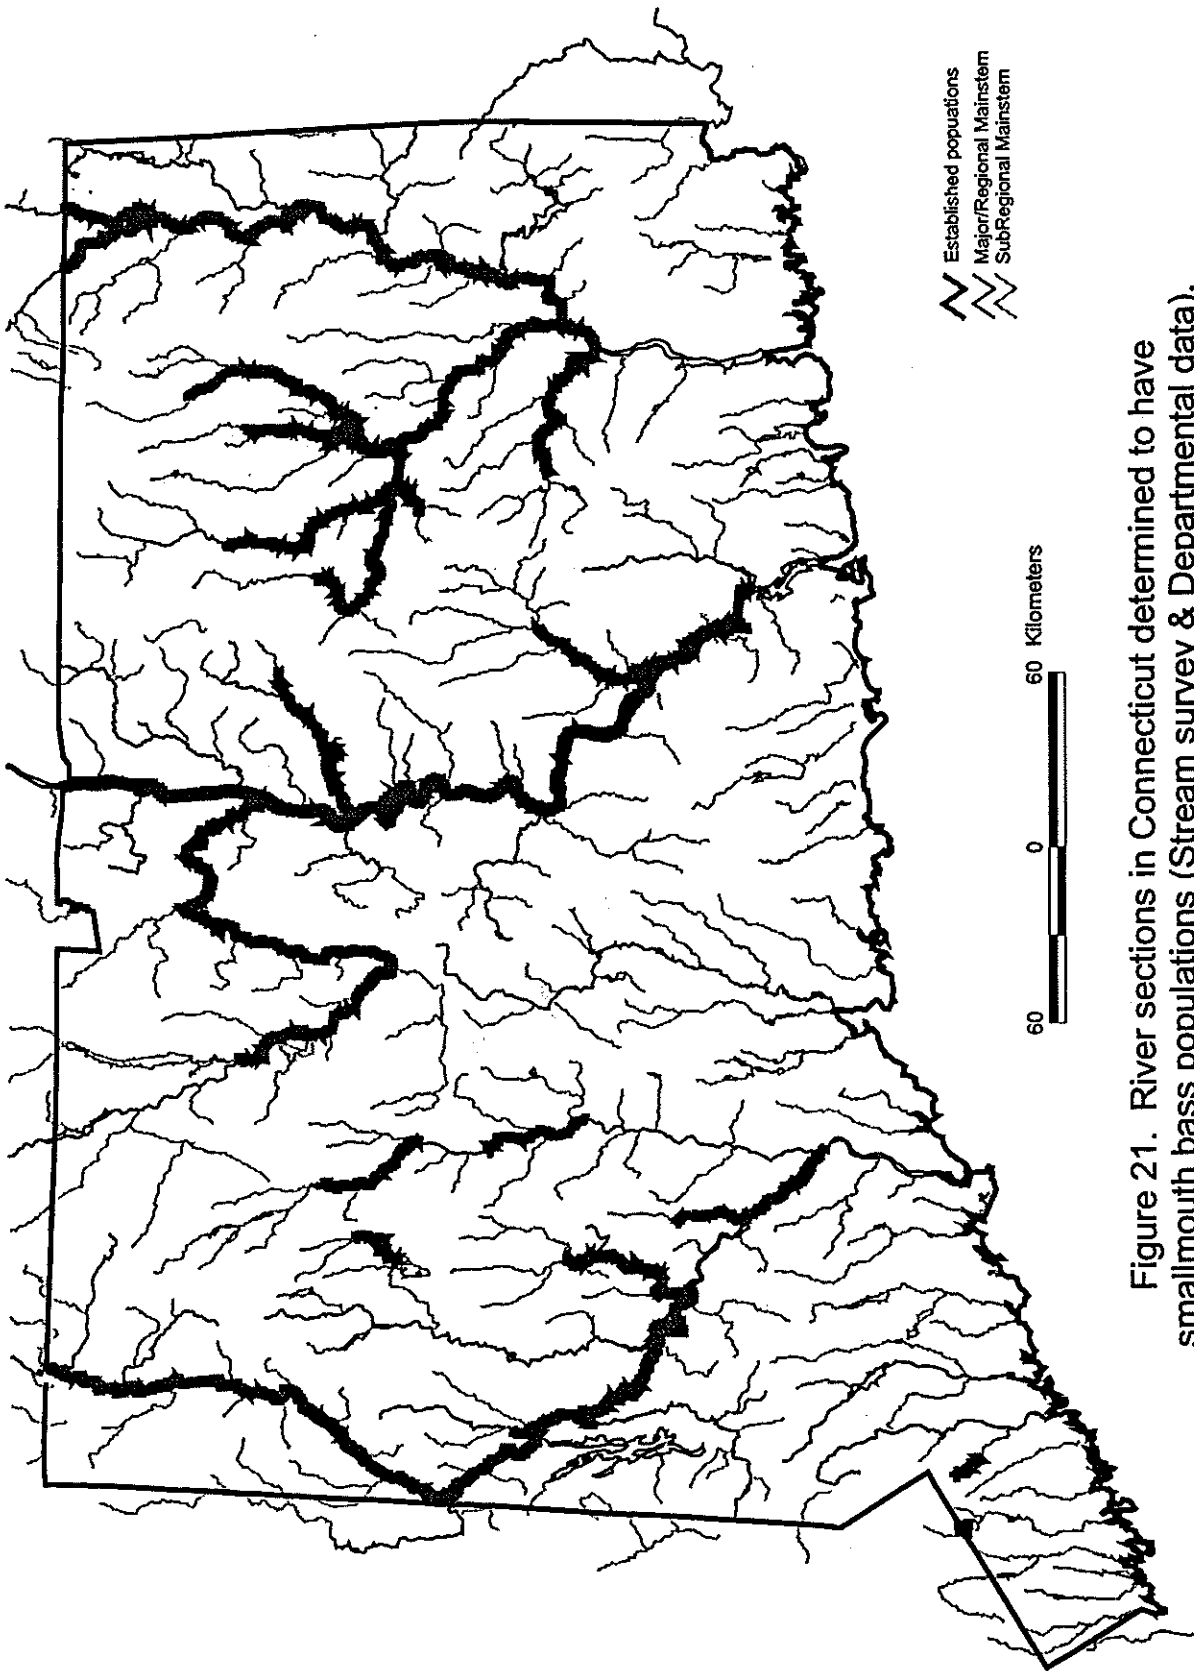 Established popuations
Major/Regional Mainstem
SubRegional Mainstem
60 0 60 Kilometers
Figure 21. River sections in Connecticut determined to have
smallmouth bass populations (Stream survey & Departmental data).